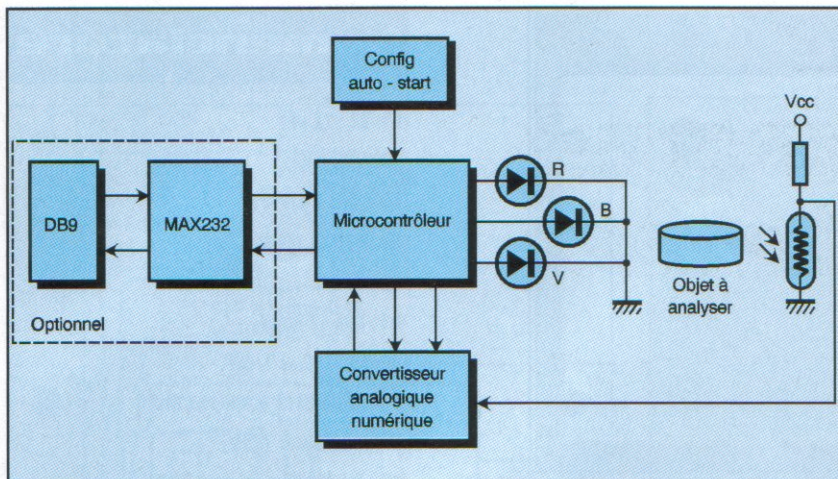 Config
auto - start
Vcc
DB9
MAX232
Microcontrôleur
R
B
V
Objet à
analyser
Optionnel
Convertisseur
analogique
numérique